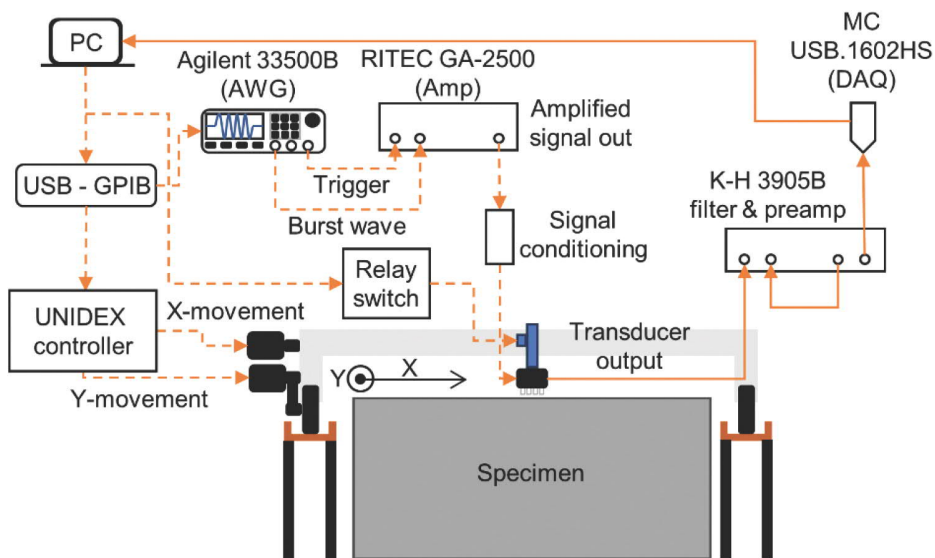 PC
Agilent 33500B
(AWG)
RITEC GA-2500
(Amp)
MC
USB.1602HS
(DAQ)
Amplified
signal out
USB - GPIB
Trigger
Burst wave
K-H 3905B
filter & preamp
Signal
conditioning
Relay
switch
UNIDEX
controller
X-movement
Y-movement
Transducer
output
Y
X
Specimen